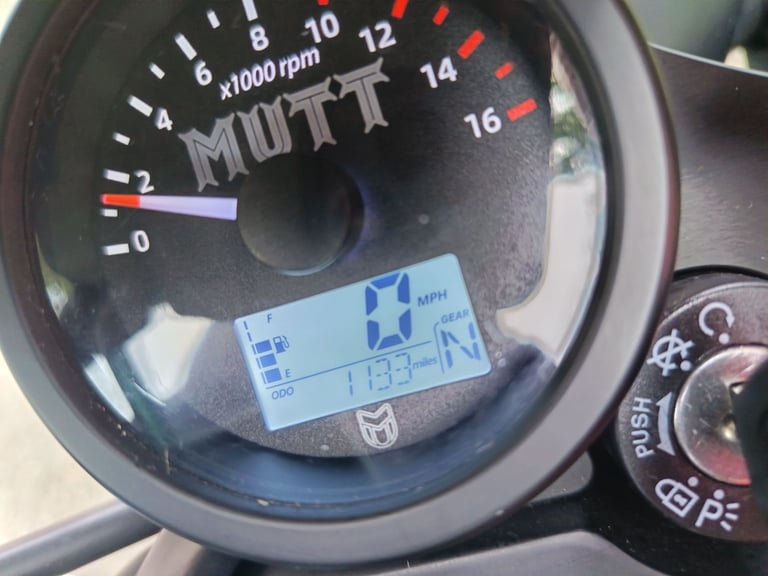 0
2
4
6
8
10
12
14
16
x1000 rpm
MUTT
F
E
0 MPH
GEAR
N
ODO 1133 miles
PUSH
P